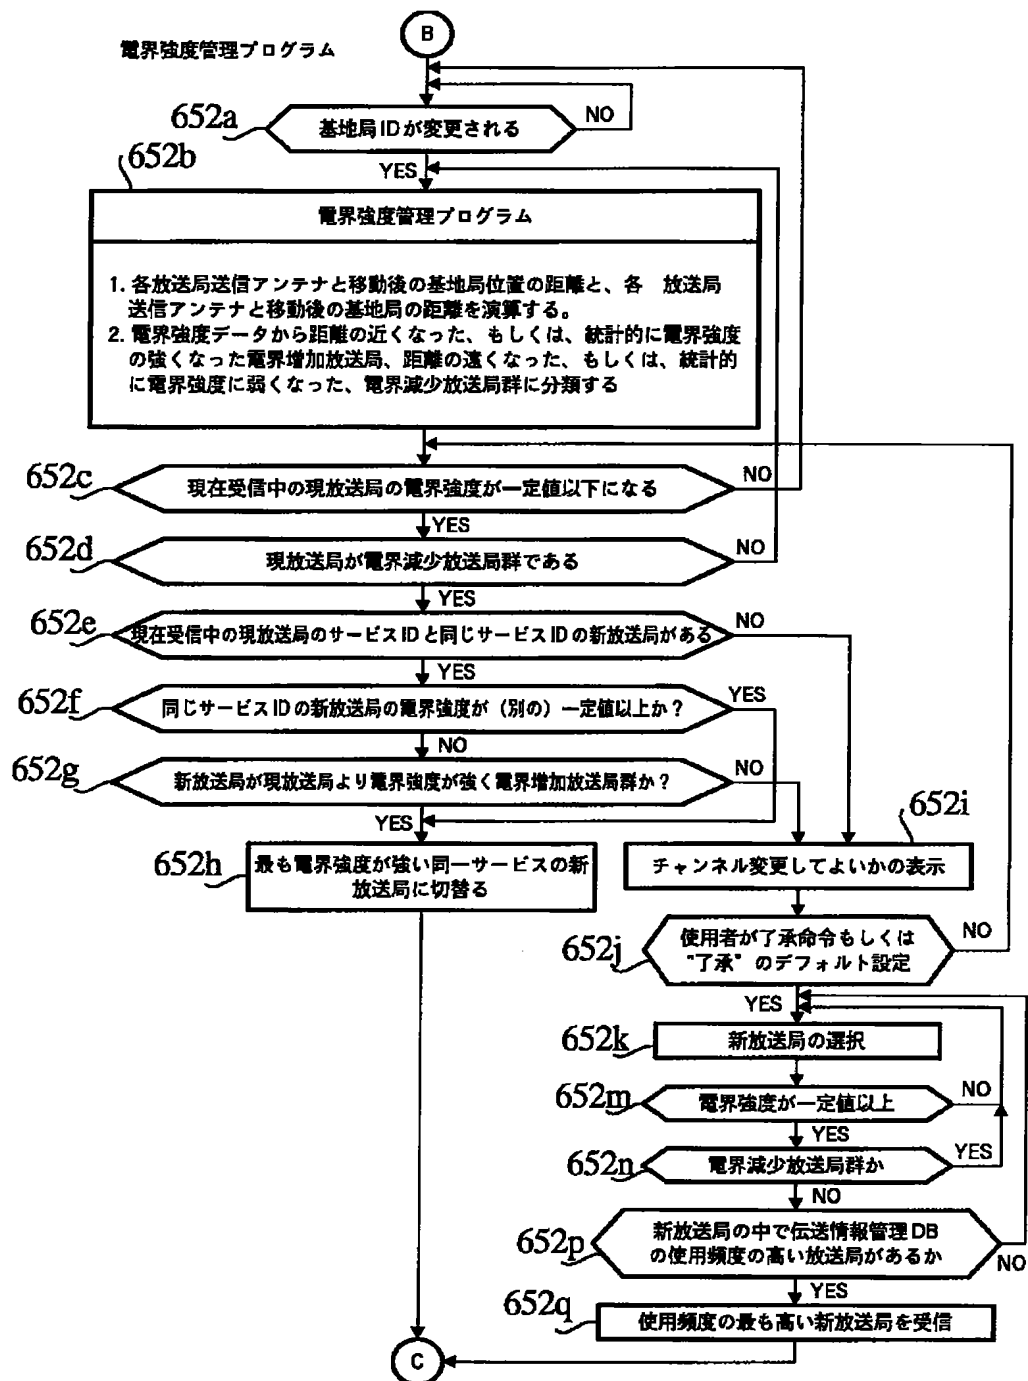 B
電界強度管理プログラム
652a
基地局IDが変更される
NO
YES
652b
電界強度管理プログラム
1. 各放送局送信アンテナと移動後の基地局位置の距離と、各　放送局
送信アンテナと移動後の基地局の距離を演算する。
2. 電界強度データから距離の近くなった、もしくは、統計的に電界強度
の強くなった電界増加放送局、距離の遠くなった、もしくは、統計的
に電界強度に弱くなった、電界減少放送局群に分類する
652c
現在受信中の現放送局の電界強度が一定値以下になる
NO
YES
652d
現放送局が電界減少放送局群である
NO
YES
652e
現在受信中の現放送局のサービスIDと同じサービスIDの新放送局がある
NO
YES
652f
同じサービスIDの新放送局の電界強度が（別の）一定値以上か？
YES
NO
652g
新放送局が現放送局より電界強度が強く電界増加放送局群か？
NO
YES
652h
最も電界強度が強い同一サービスの新
放送局に切替る
652i
チャンネル変更してよいかの表示
652j
使用者が了承命令もしくは
"了承"のデフォルト設定
NO
YES
652k
新放送局の選択
652m
電界強度が一定値以上
NO
YES
652n
電界減少放送局群か
YES
NO
652p
新放送局の中で伝送情報管理DB
の使用頻度の高い放送局があるか
NO
YES
652q
使用頻度の最も高い新放送局を受信
C